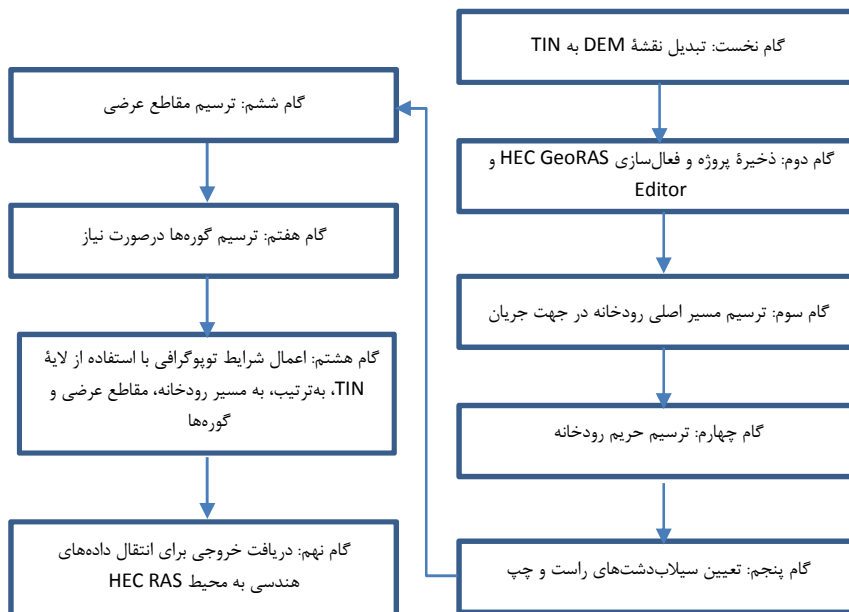 گام نخست: تبدیل نقشۀ DEM به TIN
گام دوم: ذخیرۀ پروژه و فعال‌سازی HEC GeoRAS و
Editor
گام سوم: ترسیم مسیر اصلی رودخانه در جهت جریان
گام چهارم: ترسیم حریم رودخانه
گام پنجم: تعیین سیلاب‌دشت‌های راست و چپ
گام ششم: ترسیم مقاطع عرضی
گام هفتم: ترسیم گوره‌ها درصورت نیاز
گام هشتم: اعمال شرایط توپوگرافی با استفاده از لایۀ
TIN، به‌ترتیب، به مسیر رودخانه، مقاطع عرضی و
گوره‌ها
گام نهم: دریافت خروجی برای انتقال داده‌های
هندسی به محیط HEC RAS